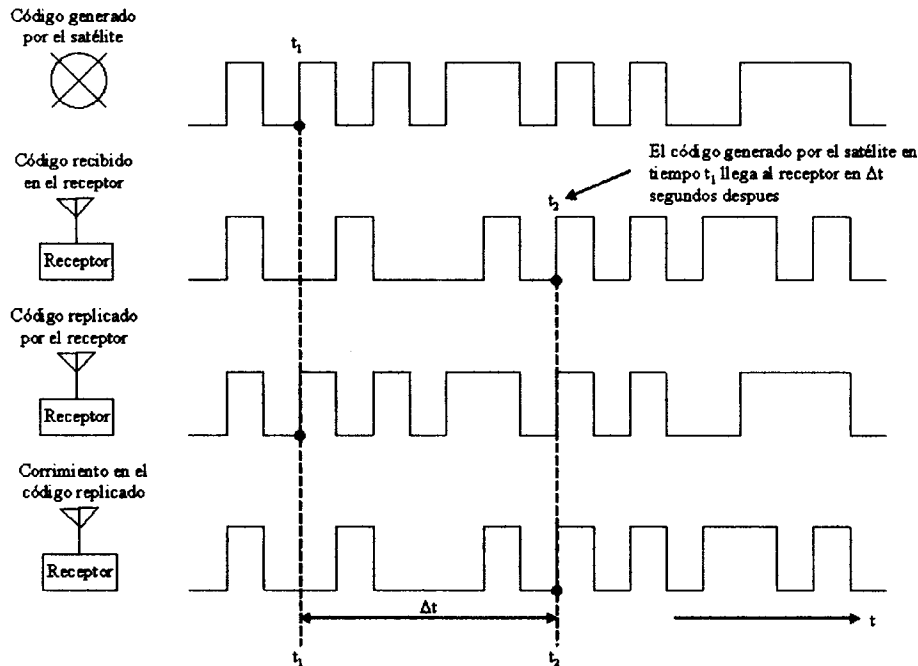 Código generado
por el satélite
t₁
Código recibido
en el receptor
El código generado por el satélite en
tiempo t₁ llega al receptor en Δt
segundos despues
t₂
Receptor
Código replicado
por el receptor
Receptor
Corrimiento en el
código replicado
Receptor
Δt
t
t₁
t₂